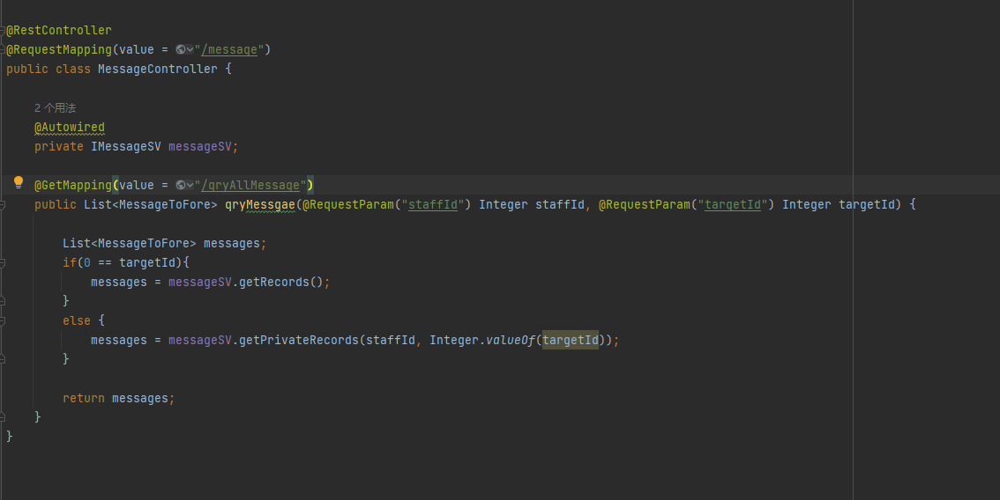 @RestController
@RequestMapping(value = "/message")
public class MessageController {
2 个用法
@Autowired
private IMessageSV messageSV;
@GetMapping(value = "/qryAllMessage")
public List<MessageToFore> qryMessgae(@RequestParam("staffId") Integer staffId, @RequestParam("targetId") Integer targetId) {
List<MessageToFore> messages;
if(0 == targetId){
messages = messageSV.getRecords();
}
else {
messages = messageSV.getPrivateRecords(staffId, Integer.valueOf(targetId));
}
return messages;
}
}